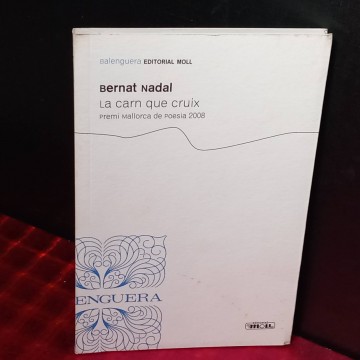 Balenguera EDITORIAL MOLL
Bernat Nadal
La carn que cruix
Premi Mallorca de Poesia 2008
ENGUERA
MOLL